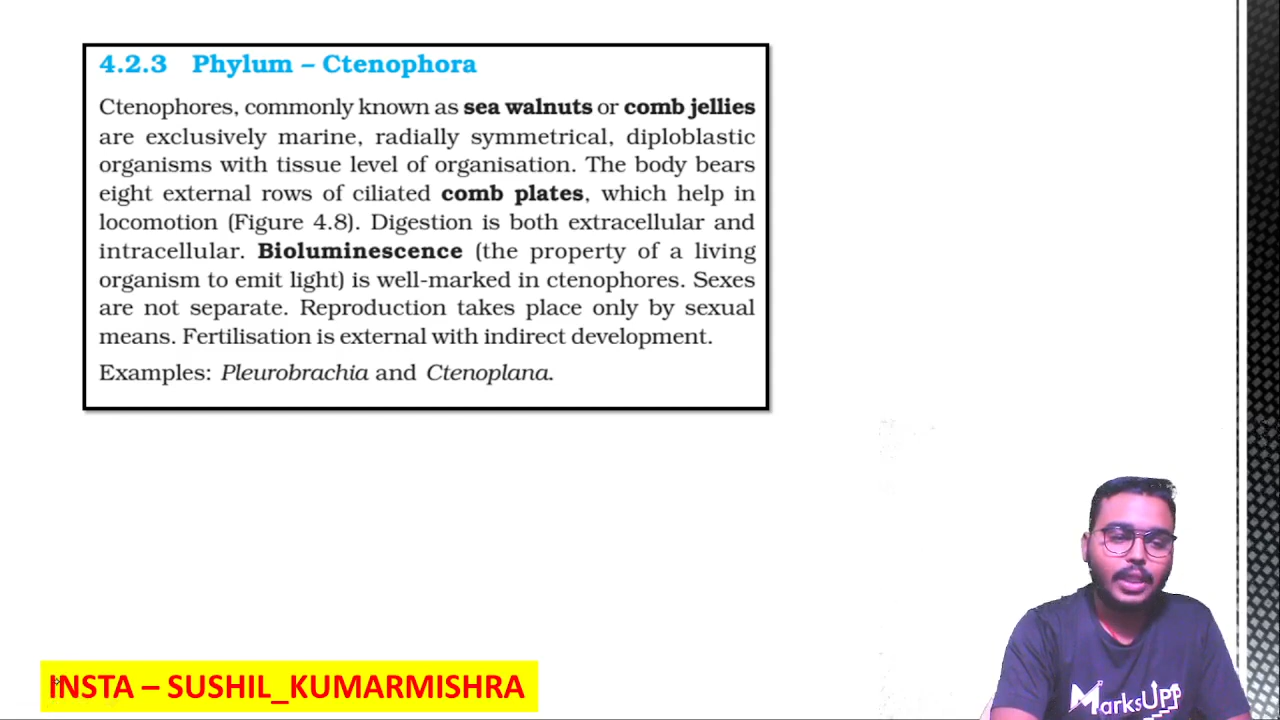 4.2.3 Phylum – Ctenophora
Ctenophores, commonly known as sea walnuts or comb jellies
are exclusively marine, radially symmetrical, diploblastic
organisms with tissue level of organisation. The body bears
eight external rows of ciliated comb plates, which help in
locomotion (Figure 4.8). Digestion is both extracellular and
intracellular. Bioluminescence (the property of a living
organism to emit light) is well-marked in ctenophores. Sexes
are not separate. Reproduction takes place only by sexual
means. Fertilisation is external with indirect development.
Examples: Pleurobrachia and Ctenoplana.
INSTA – SUSHIL_KUMARMISHRA
MarksUpp